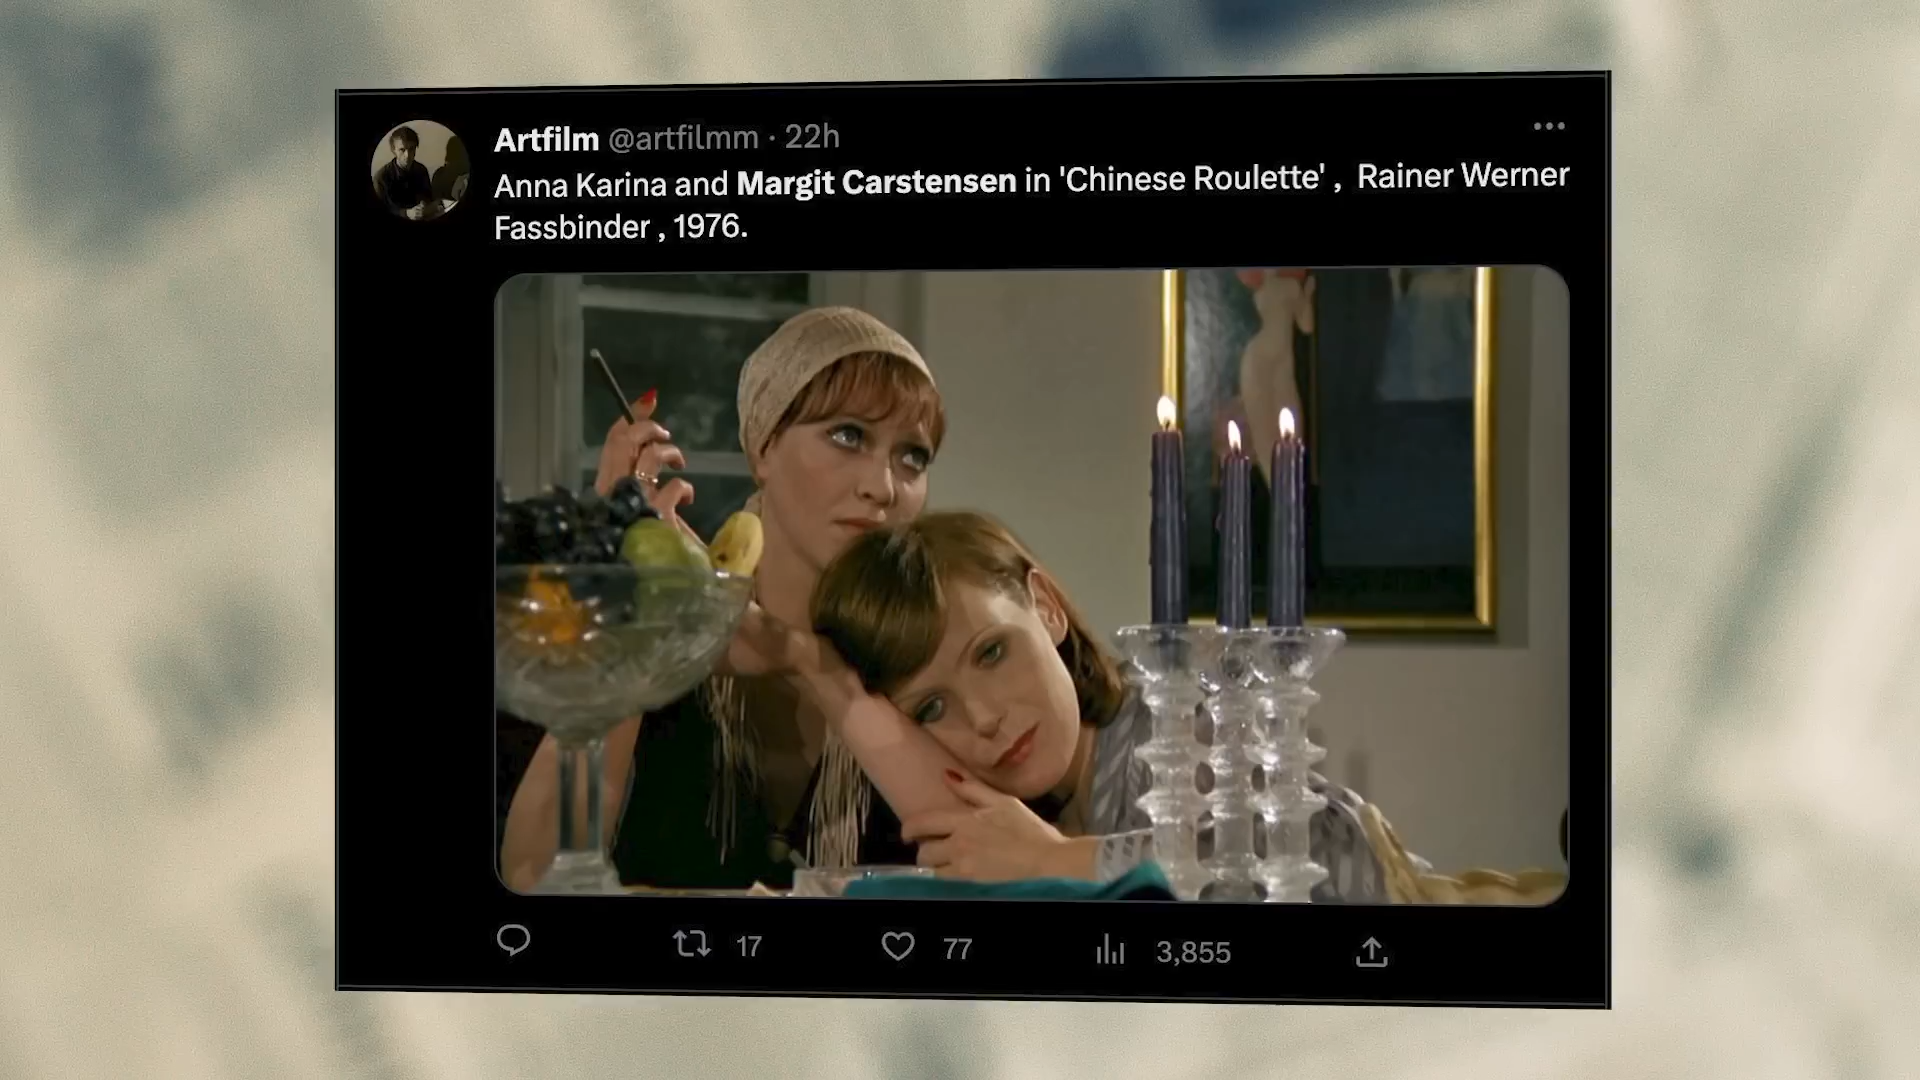 Artfilm @artfilmm · 22h
Anna Karina and Margit Carstensen in 'Chinese Roulette' , Rainer Werner
Fassbinder , 1976.
17 77 3,855